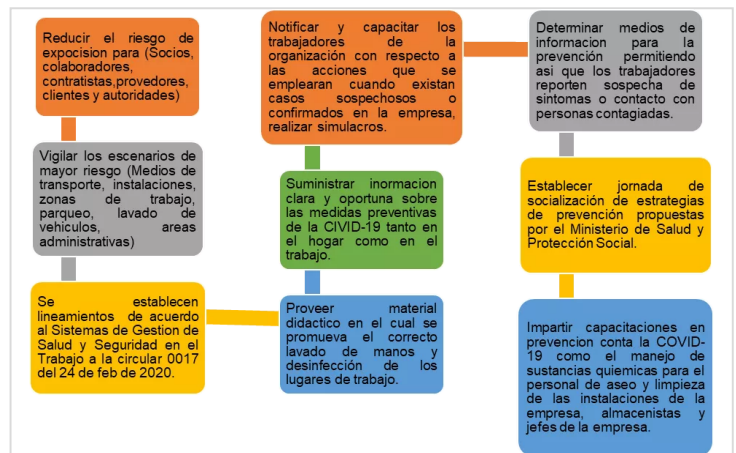 Reducir el riesgo de
expocision para (Socios,
colaboradores,
contratistas,provedores,
clientes y autoridades)
Vigilar los escenarios de
mayor riesgo (Medios de
transporte, instalaciones,
zonas de trabajo,
parqueo, lavado de
vehiculos, areas
administrativas)
Se establecen
lineamientos de acuerdo
al Sistemas de Gestion de
Salud y Seguridad en el
Trabajo a la circular 0017
del 24 de feb de 2020.
Proveer material
didactico en el cual se
promueva el correcto
lavado de manos y
desinfección de los
lugares de trabajo.
Suministrar inormacion
clara y oportuna sobre
las medidas preventivas
de la CIVID-19 tanto en
el hogar como en el
trabajo.
Notificar y capacitar los
trabajadores de la
organización con respecto a
las acciones que se
emplearan cuando existan
casos sospechosos o
confirmados en la empresa,
realizar simulacros.
Determinar medios de
informacion para la
prevención permitiendo
asi que los trabajadores
reporten sospecha de
sintomas o contacto con
personas contagiadas.
Establecer jornada de
socialización de estrategias
de prevención propuestas
por el Ministerio de Salud y
Protección Social.
Impartir capacitaciones en
prevencion conta la COVID-
19 como el manejo de
sustancias quiemicas para el
personal de aseo y limpieza
de las instalaciones de la
empresa, almacenistas y
jefes de la empresa.